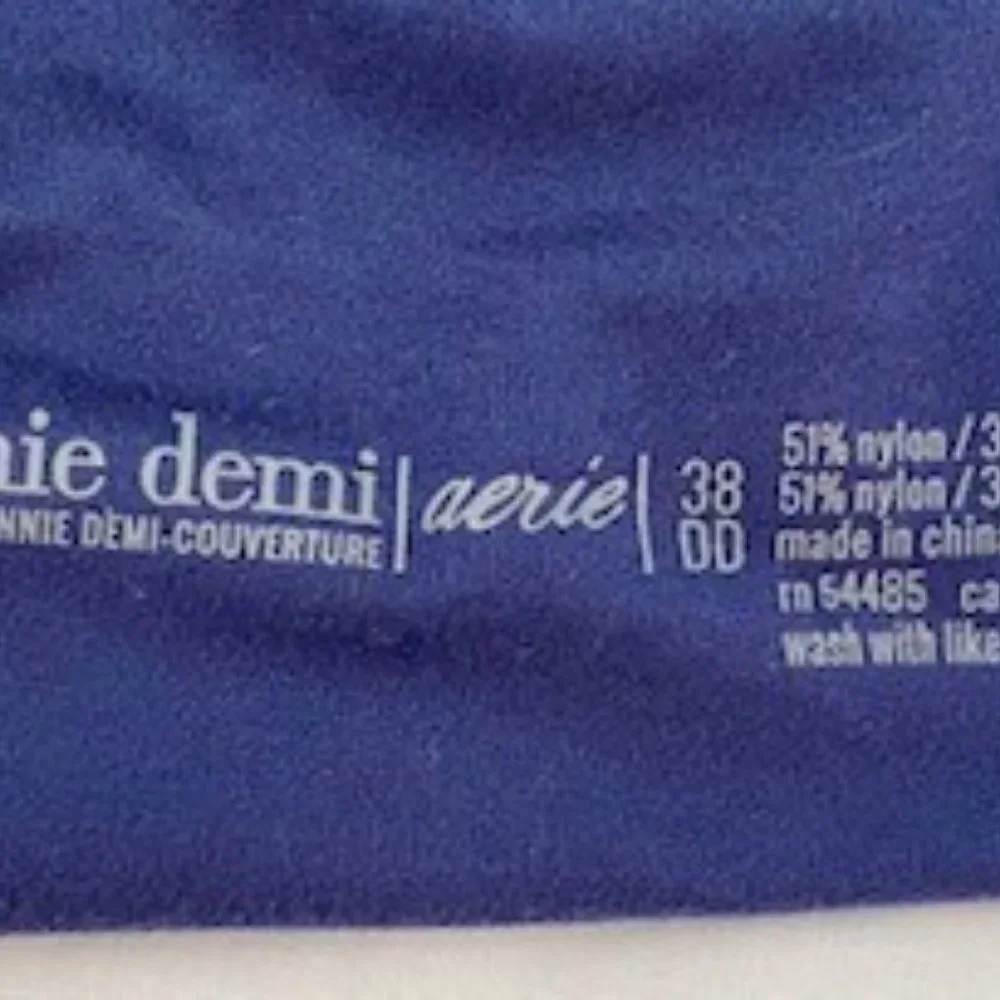 nie demi
NNIE DEMI-COUVERTURE
aerie
38
DD
51% nylon / 3
51% nylon / 3
made in china
rn 54485 ca
wash with like